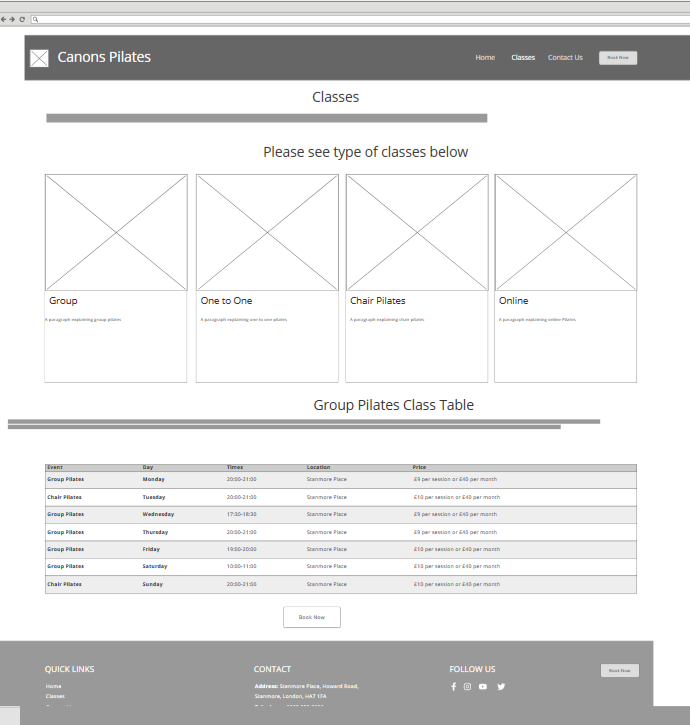 Canons Pilates Home Classes Contact Us Book Now
Classes
Please see type of classes below
Group One to One Chair Pilates Online
A paragraph explaining group pilates A paragraph explaining one to one pilates A paragraph explaining chair pilates A paragraph explaining online Pilates
Group Pilates Class Table
Event Day Times Location Price
Group Pilates Monday 20:00-21:00 Stanmore Place £9 per session or £40 per month
Chair Pilates Tuesday 20:00-21:00 Stanmore Place £10 per session or £40 per month
Group Pilates Wednesday 17:30-18:30 Stanmore Place £9 per session or £40 per month
Group Pilates Thursday 20:00-21:00 Stanmore Place £9 per session or £40 per month
Group Pilates Friday 19:00-20:00 Stanmore Place £10 per session or £40 per month
Group Pilates Saturday 10:00-11:00 Stanmore Place £10 per session or £40 per month
Chair Pilates Sunday 20:00-21:00 Stanmore Place £10 per session or £40 per month
Book Now
QUICK LINKS CONTACT FOLLOW US Book Now
Home Address: Stanmore Place, Howard Road,
Classes Stanmore, London, HA7 1FA